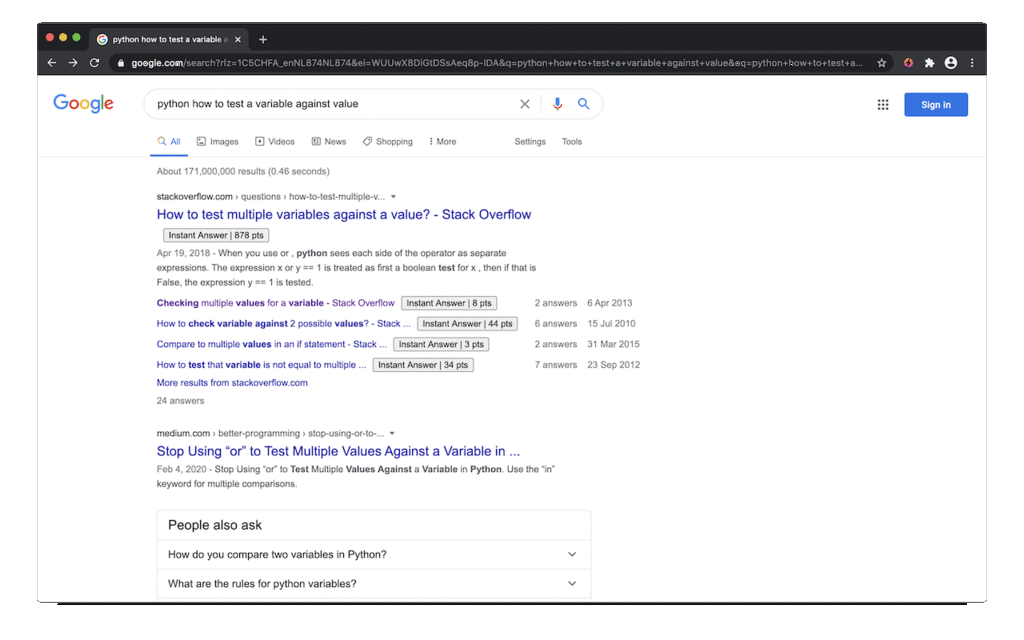 python how to test a variable a
google.com/search?rlz=1C5CHFA_enNL874NL874&ei=WUUwX8DiGtDSsAeq8p-IDA&q=python+how+to+test+a+variable+against+value&oq=python+how+to+test+a...
Google
python how to test a variable against value
Sign in
All Images Videos News Shopping More Settings Tools
About 171,000,000 results (0.46 seconds)
stackoverflow.com › questions › how-to-test-multiple-v...
How to test multiple variables against a value? - Stack Overflow
Instant Answer | 878 pts
Apr 19, 2018 - When you use or , python sees each side of the operator as separate
expressions. The expression x or y == 1 is treated as first a boolean test for x , then if that is
False, the expression y == 1 is tested.
Checking multiple values for a variable - Stack Overflow Instant Answer | 8 pts 2 answers 6 Apr 2013
How to check variable against 2 possible values? - Stack ... Instant Answer | 44 pts 6 answers 15 Jul 2010
Compare to multiple values in an if statement - Stack ... Instant Answer | 3 pts 2 answers 31 Mar 2015
How to test that variable is not equal to multiple ... Instant Answer | 34 pts 7 answers 23 Sep 2012
More results from stackoverflow.com
24 answers
medium.com › better-programming › stop-using-or-to-...
Stop Using “or” to Test Multiple Values Against a Variable in ...
Feb 4, 2020 - Stop Using “or” to Test Multiple Values Against a Variable in Python. Use the “in”
keyword for multiple comparisons.
People also ask
How do you compare two variables in Python?
What are the rules for python variables?